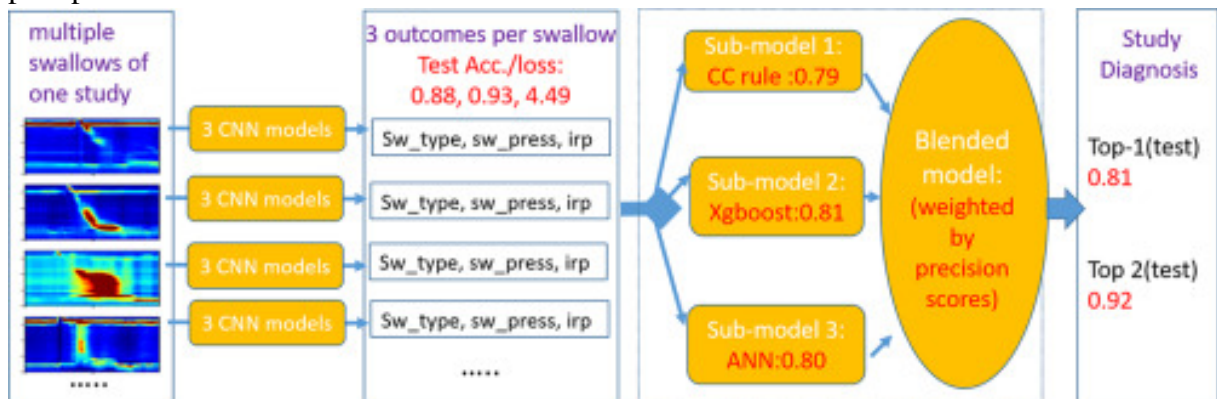 multiple
swallows of
one study
.....
3 CNN models
3 CNN models
3 CNN models
3 CNN models
3 outcomes per swallow
Test Acc./loss:
0.88, 0.93, 4.49
Sw_type, sw_press, irp
Sw_type, sw_press, irp
Sw_type, sw_press, irp
Sw_type, sw_press, irp
.....
Sub-model 1:
CC rule :0.79
Sub-model 2:
Xgboost:0.81
Sub-model 3:
ANN:0.80
Blended
model:
(weighted
by
precision
scores)
Study
Diagnosis
Top-1(test)
0.81
Top 2(test)
0.92